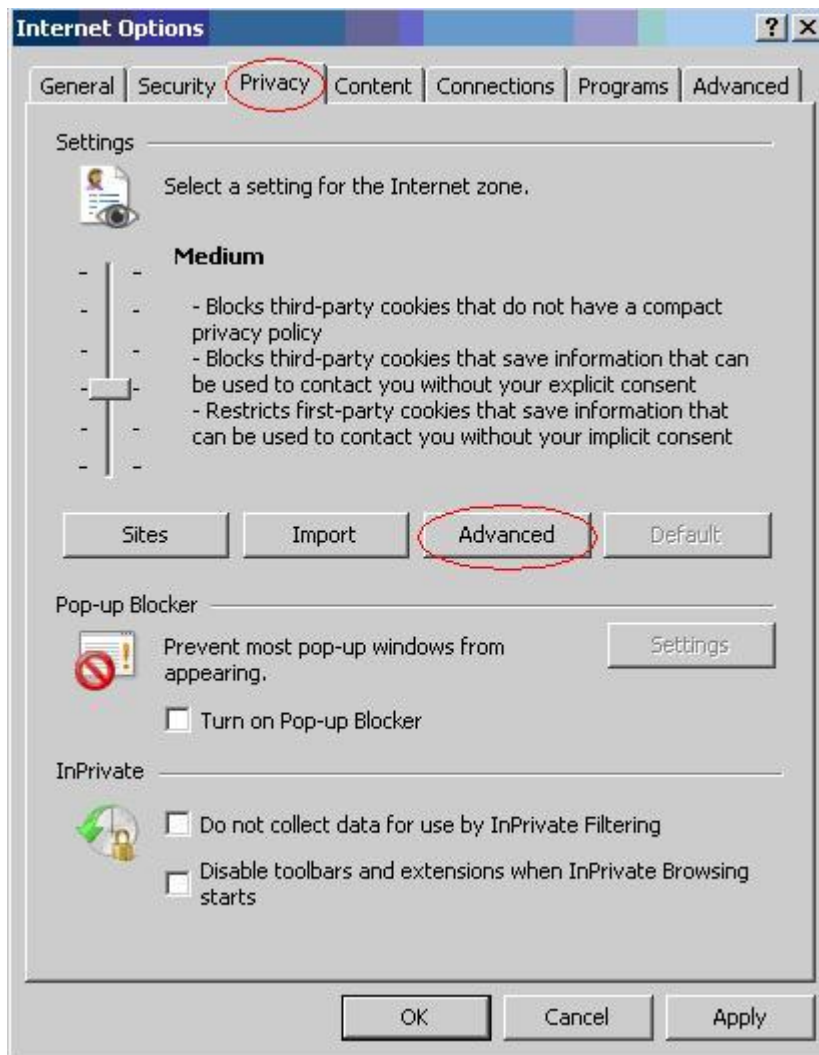 Internet Options
General Security Privacy Content Connections Programs Advanced
Settings
Select a setting for the Internet zone.
Medium
- Blocks third-party cookies that do not have a compact
privacy policy
- Blocks third-party cookies that save information that can
be used to contact you without your explicit consent
- Restricts first-party cookies that save information that
can be used to contact you without your implicit consent
Sites Import Advanced Default
Pop-up Blocker
Prevent most pop-up windows from
appearing.
Settings
Turn on Pop-up Blocker
InPrivate
Do not collect data for use by InPrivate Filtering
Disable toolbars and extensions when InPrivate Browsing
starts
OK Cancel Apply